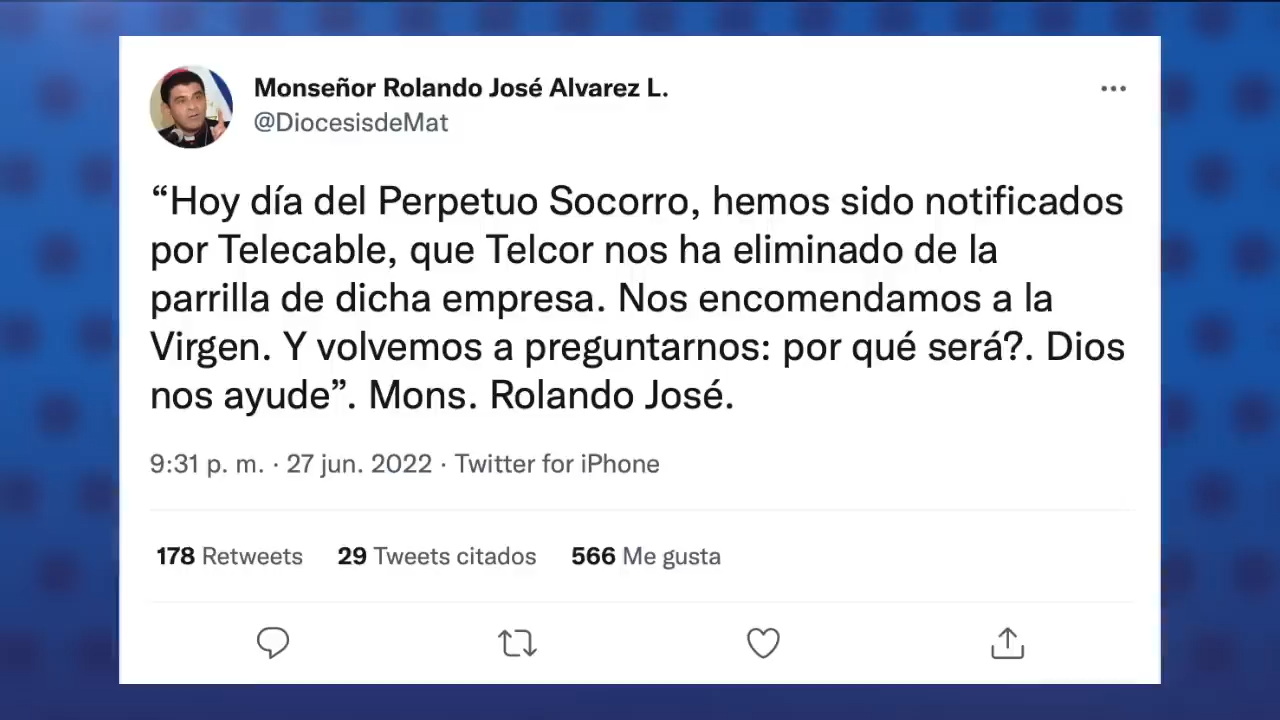 Monseñor Rolando José Alvarez L.
@DiocesisdeMat
“Hoy día del Perpetuo Socorro, hemos sido notificados
por Telecable, que Telcor nos ha eliminado de la
parrilla de dicha empresa. Nos encomendamos a la
Virgen. Y volvemos a preguntarnos: por qué será?. Dios
nos ayude”. Mons. Rolando José.
9:31 p. m. · 27 jun. 2022 · Twitter for iPhone
178 Retweets 29 Tweets citados 566 Me gusta